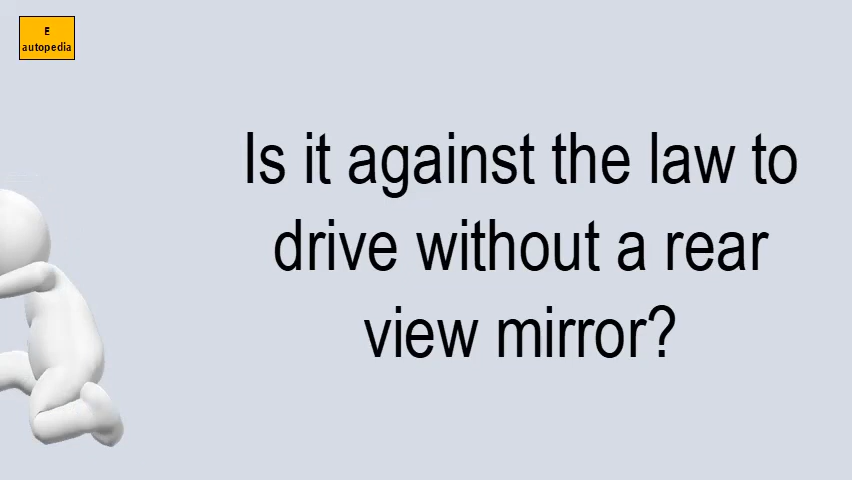 E
autopedia
Is it against the law to
drive without a rear
view mirror?